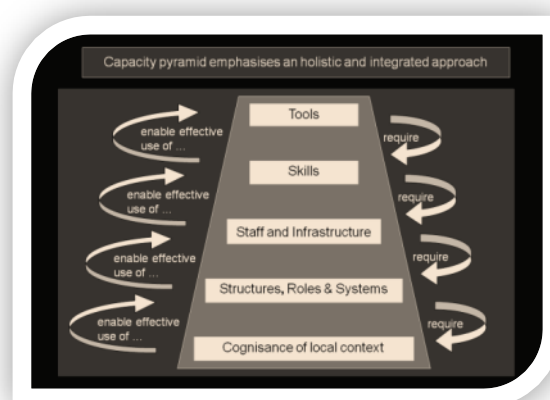 Capacity pyramid emphasises an holistic and integrated approach
Tools
enable effective
use of ...
require
Skills
enable effective
use of ...
require
Staff and Infrastructure
enable effective
use of ...
require
Structures, Roles & Systems
enable effective
use of ...
require
Cognisance of local context